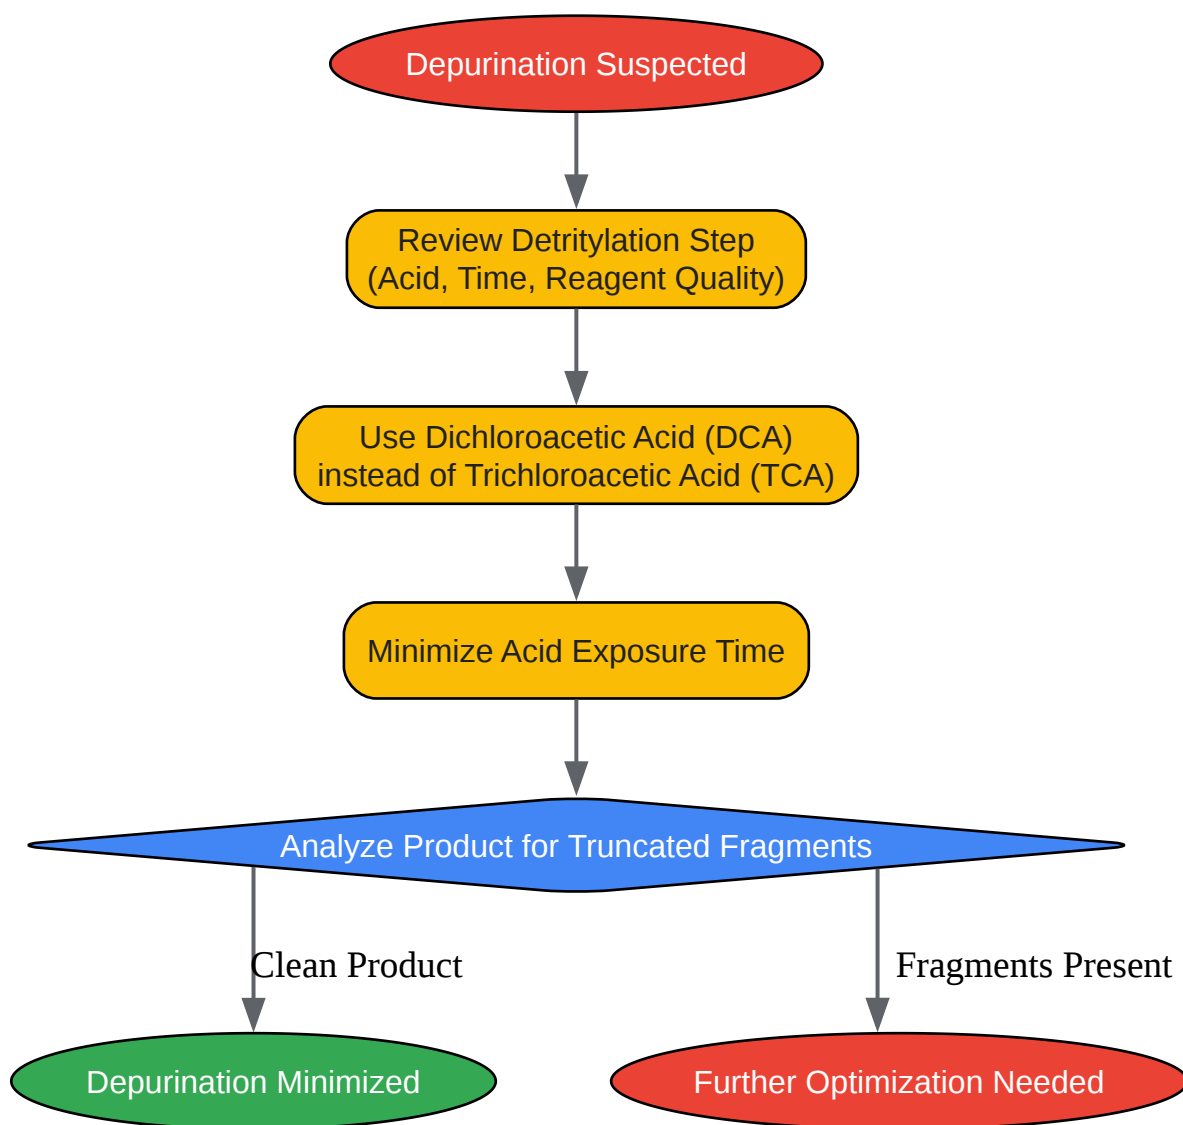 Depurination Suspected
Review Detritylation Step
(Acid, Time, Reagent Quality)
Use Dichloroacetic Acid (DCA)
instead of Trichloroacetic Acid (TCA)
Minimize Acid Exposure Time
Analyze Product for Truncated Fragments
Clean Product
Fragments Present
Depurination Minimized
Further Optimization Needed